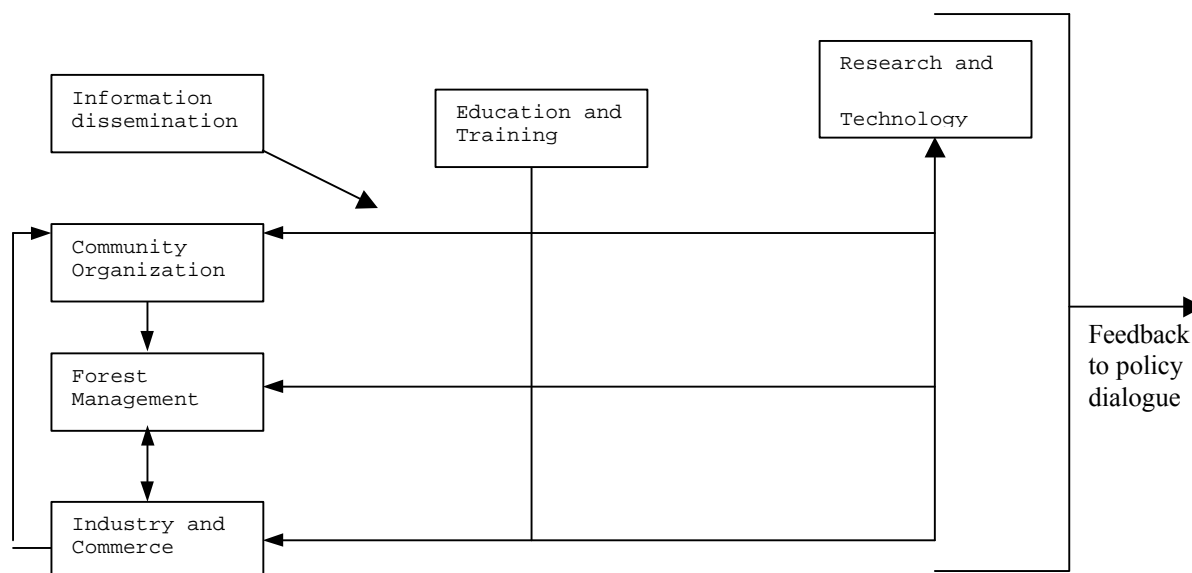 Information
dissemination
Education and
Training
Research and
Technology
Community
Organization
Forest
Management
Industry and
Commerce
Feedback
to policy
dialogue